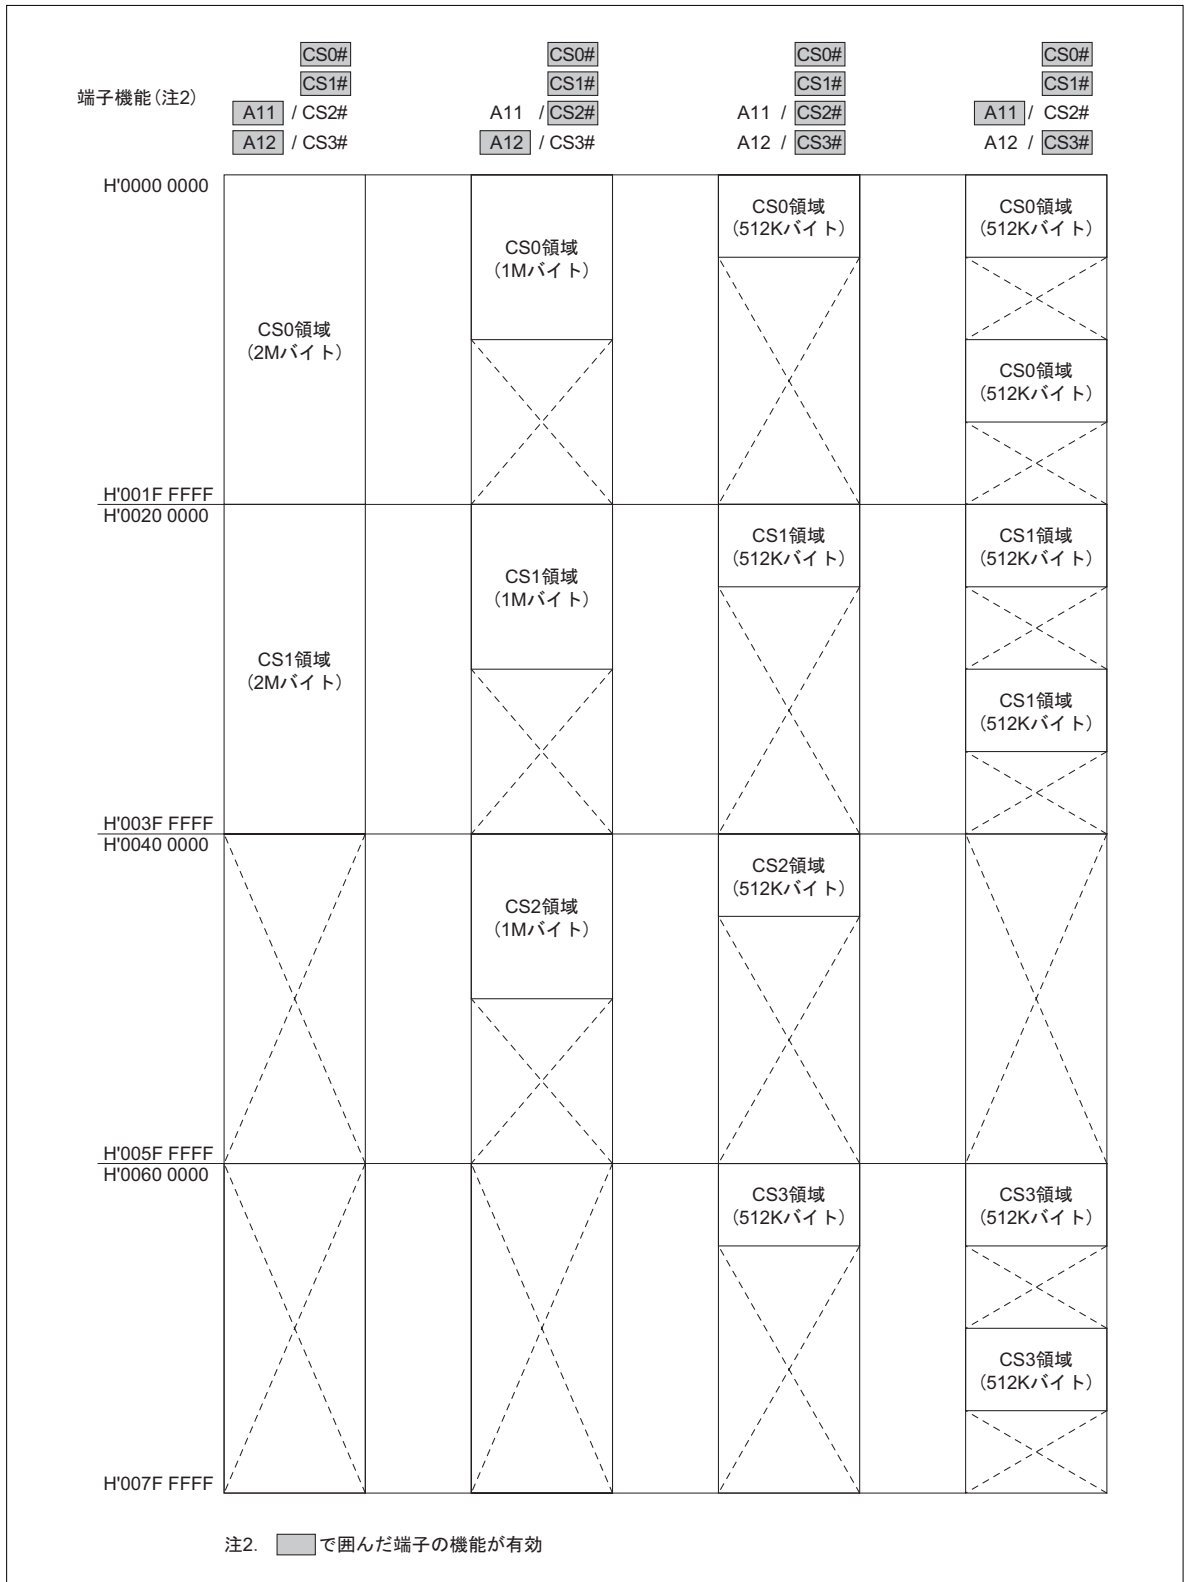 CS0# CS0# CS0# CS0#
CS1# CS1# CS1# CS1#
端子機能(注2)
A11 / CS2# A11 / CS2# A11 / CS2# A11 / CS2#
A12 / CS3# A12 / CS3# A12 / CS3# A12 / CS3#
H'0000 0000
CS0領域
(2Mバイト)
CS0領域
(1Mバイト)
CS0領域
(512Kバイト)
CS0領域
(512Kバイト)
CS0領域
(512Kバイト)
H'001F FFFF
H'0020 0000
CS1領域
(2Mバイト)
CS1領域
(1Mバイト)
CS1領域
(512Kバイト)
CS1領域
(512Kバイト)
CS1領域
(512Kバイト)
H'003F FFFF
H'0040 0000
CS2領域
(1Mバイト)
CS2領域
(512Kバイト)
H'005F FFFF
H'0060 0000
CS3領域
(512Kバイト)
CS3領域
(512Kバイト)
CS3領域
(512Kバイト)
H'007F FFFF
注2. で囲んだ端子の機能が有効